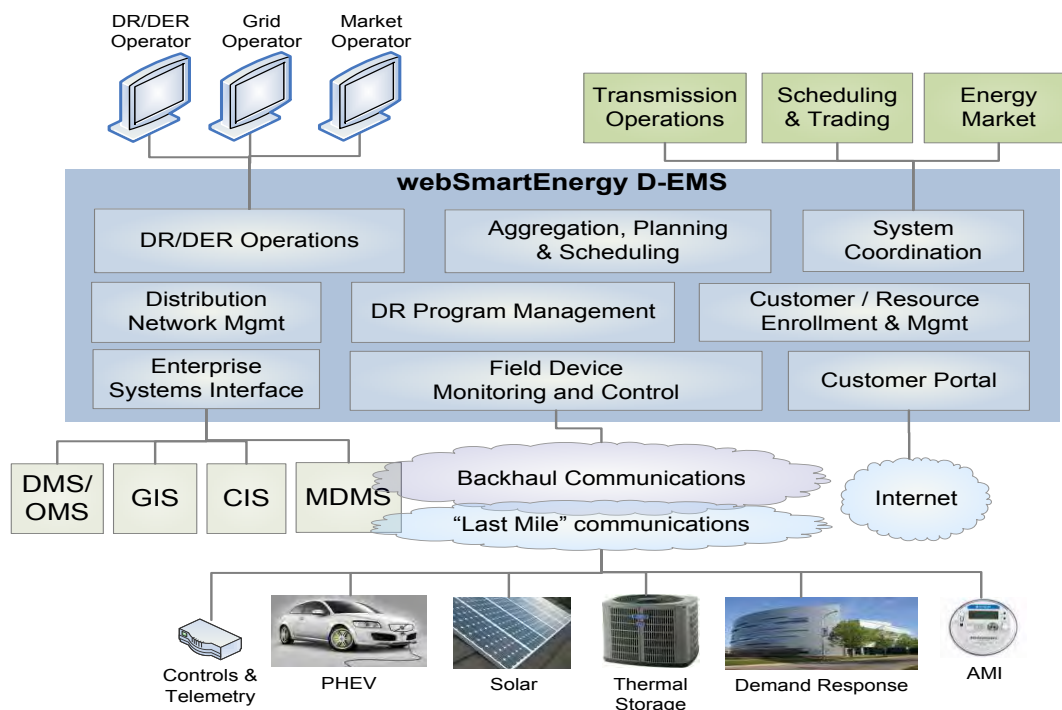 DR/DER
Operator
Grid
Operator
Market
Operator
Transmission
Operations
Scheduling
& Trading
Energy
Market
webSmartEnergy D-EMS
DR/DER Operations
Aggregation, Planning
& Scheduling
System
Coordination
Distribution
Network Mgmt
DR Program Management
Customer / Resource
Enrollment & Mgmt
Enterprise
Systems Interface
Field Device
Monitoring and Control
Customer Portal
DMS/
OMS
GIS
CIS
MDMS
Backhaul Communications
Internet
“Last Mile” communications
Controls &
Telemetry
PHEV
Solar
Thermal
Storage
Demand Response
AMI